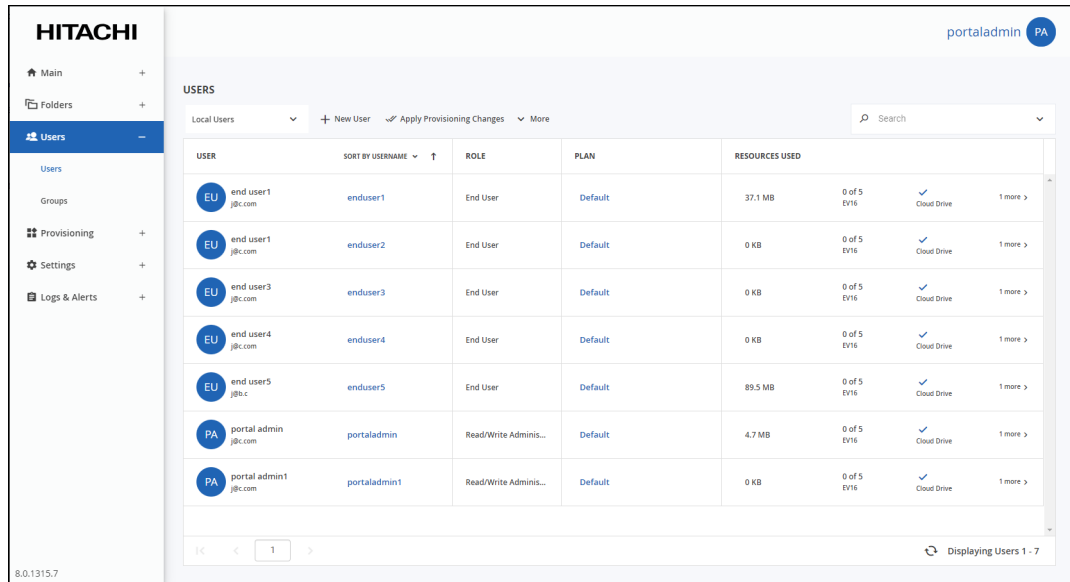 HITACHI
portaladmin PA
Main +
Folders +
Users −
Users
Groups
Provisioning +
Settings +
Logs & Alerts +
8.0.1315.7
USERS
Local Users + New User Apply Provisioning Changes More Search
USER SORT BY USERNAME ↑ ROLE PLAN RESOURCES USED
EU end user1 enduser1 End User Default 37.1 MB 0 of 5 1 more >
j@c.com EV16 Cloud Drive
EU end user1 enduser2 End User Default 0 KB 0 of 5 1 more >
j@c.com EV16 Cloud Drive
EU end user3 enduser3 End User Default 0 KB 0 of 5 1 more >
j@c.com EV16 Cloud Drive
EU end user4 enduser4 End User Default 0 KB 0 of 5 1 more >
j@c.com EV16 Cloud Drive
EU end user5 enduser5 End User Default 89.5 MB 0 of 5 1 more >
j@b.c EV16 Cloud Drive
PA portal admin portaladmin Read/Write Adminis... Default 4.7 MB 0 of 5 1 more >
j@c.com EV16 Cloud Drive
PA portal admin1 portaladmin1 Read/Write Adminis... Default 0 KB 0 of 5 1 more >
j@c.com EV16 Cloud Drive
1 Displaying Users 1 - 7